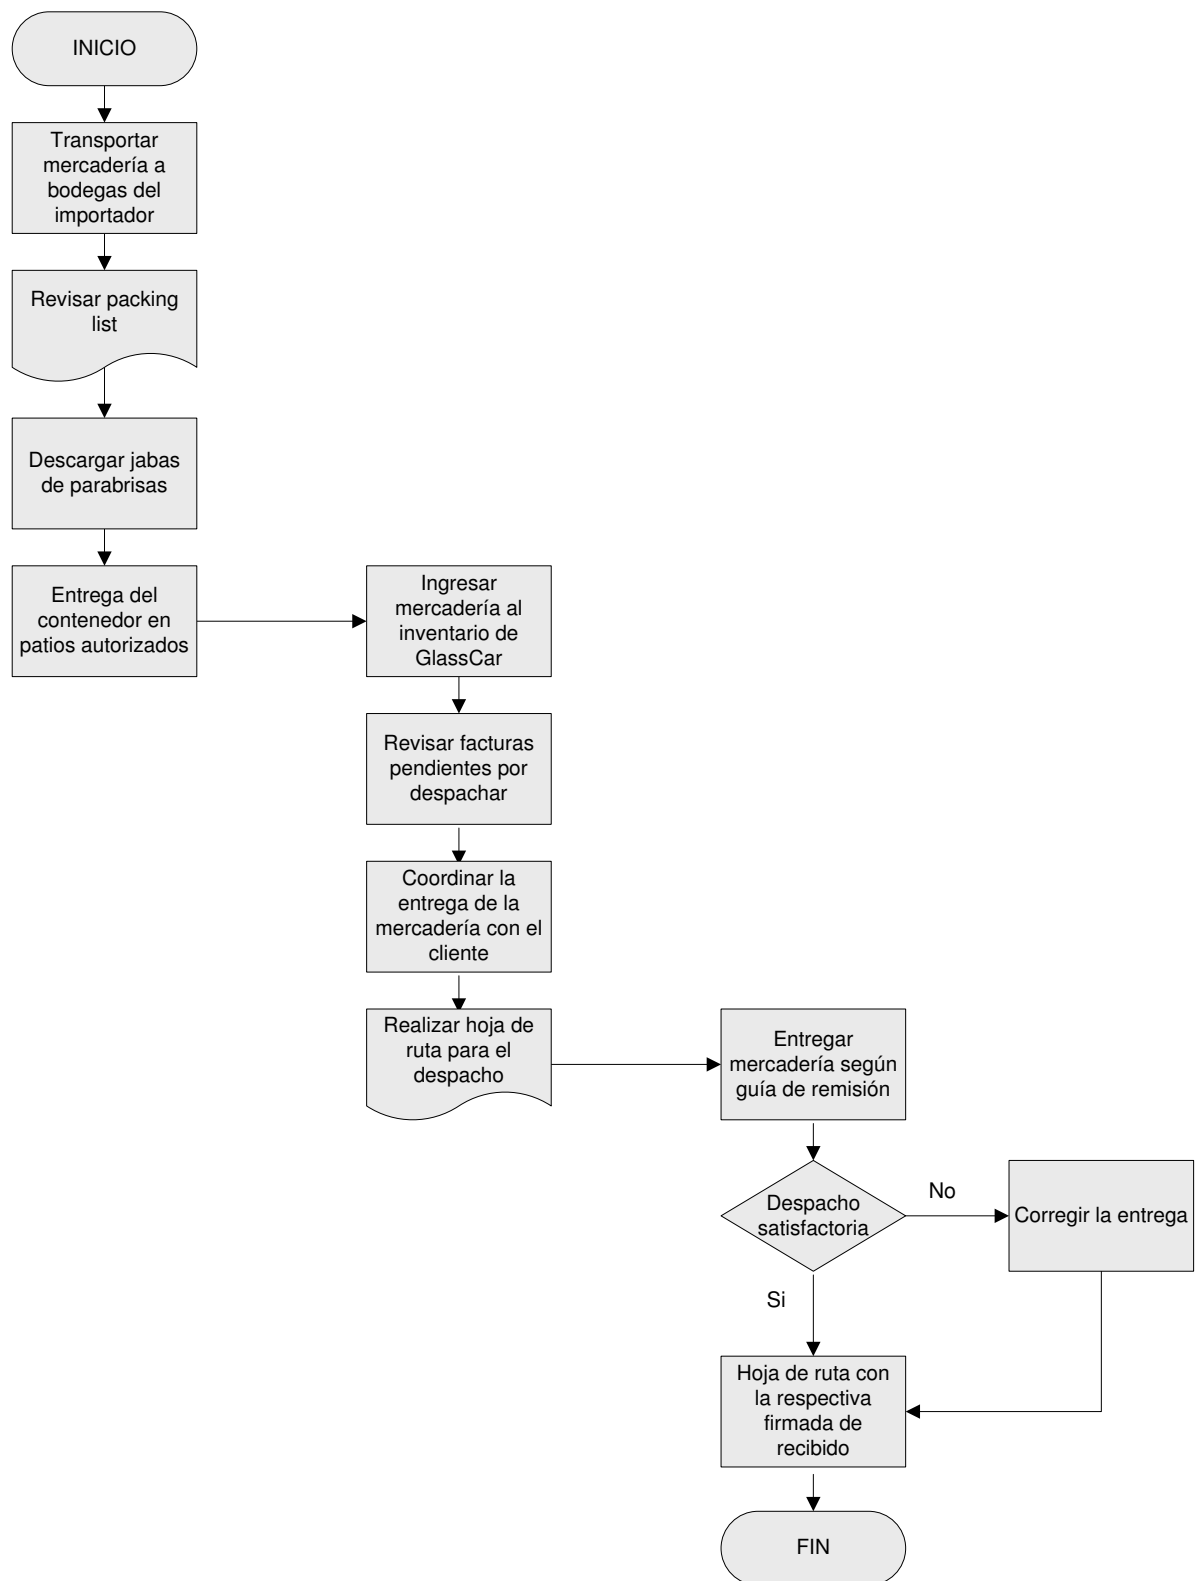 INICIO
Transportar
mercadería a
bodegas del
importador
Revisar packing
list
Descargar jabas
de parabrisas
Entrega del
contenedor en
patios autorizados
Ingresar
mercadería al
inventario de
GlassCar
Revisar facturas
pendientes por
despachar
Coordinar la
entrega de la
mercadería con el
cliente
Realizar hoja de
ruta para el
despacho
Entregar
mercadería según
guía de remisión
Despacho
satisfactoria
No
Corregir la entrega
Si
Hoja de ruta con
la respectiva
firmada de
recibido
FIN